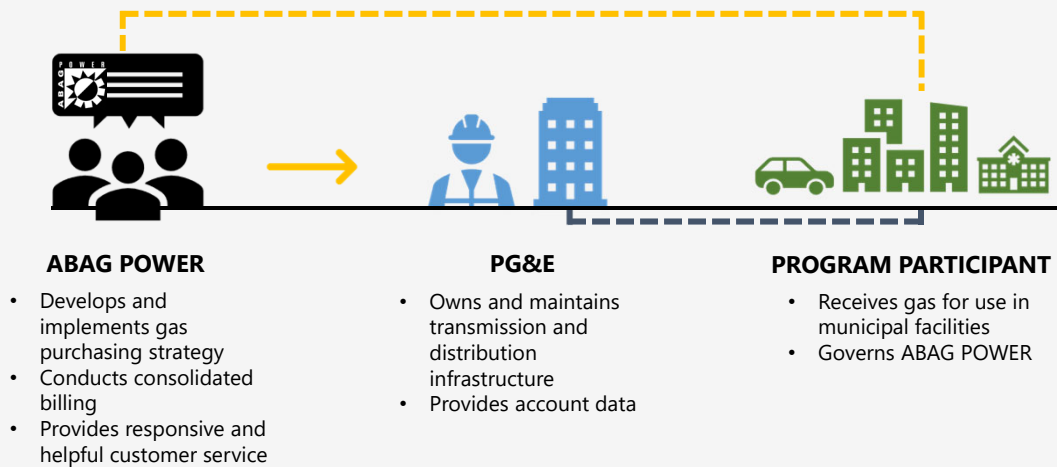 POWER
ABAG
ABAG POWER
• Develops and
implements gas
purchasing strategy
• Conducts consolidated
billing
• Provides responsive and
helpful customer service
PG&E
• Owns and maintains
transmission and
distribution
infrastructure
• Provides account data
PROGRAM PARTICIPANT
• Receives gas for use in
municipal facilities
• Governs ABAG POWER